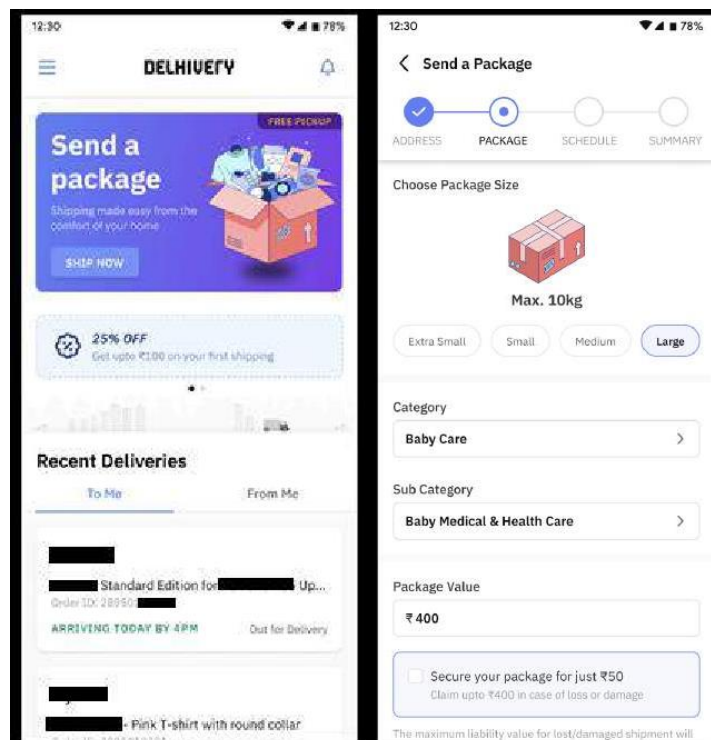 12:30
78%
DELHIVERY
FREE PICKUP
Send a
package
Shipping made easy from the
comfort of your home
SHIP NOW
25% OFF
Get upto ₹100 on your first shipping
Recent Deliveries
To Me
From Me
Standard Edition for
Up...
Order ID:
ARRIVING TODAY BY 4PM
Out for Delivery
- Pink T-shirt with round collar
12:30
78%
Send a Package
ADDRESS
PACKAGE
SCHEDULE
SUMMARY
Choose Package Size
Max. 10kg
Extra Small
Small
Medium
Large
Category
Baby Care
Sub Category
Baby Medical & Health Care
Package Value
₹400
Secure your package for just ₹50
Claim upto ₹400 in case of loss or damage
The maximum liability value for lost/damaged shipment will